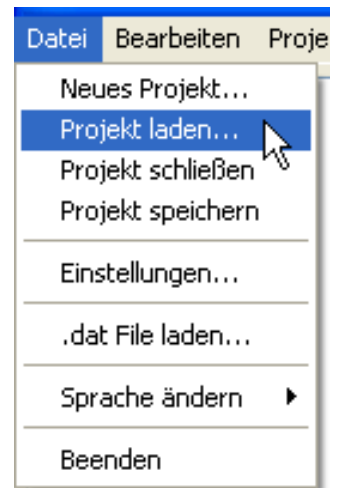 Datei Bearbeiten Proje
Neues Projekt...
Projekt laden...
Projekt schließen
Projekt speichern
Einstellungen...
.dat File laden...
Sprache ändern
Beenden